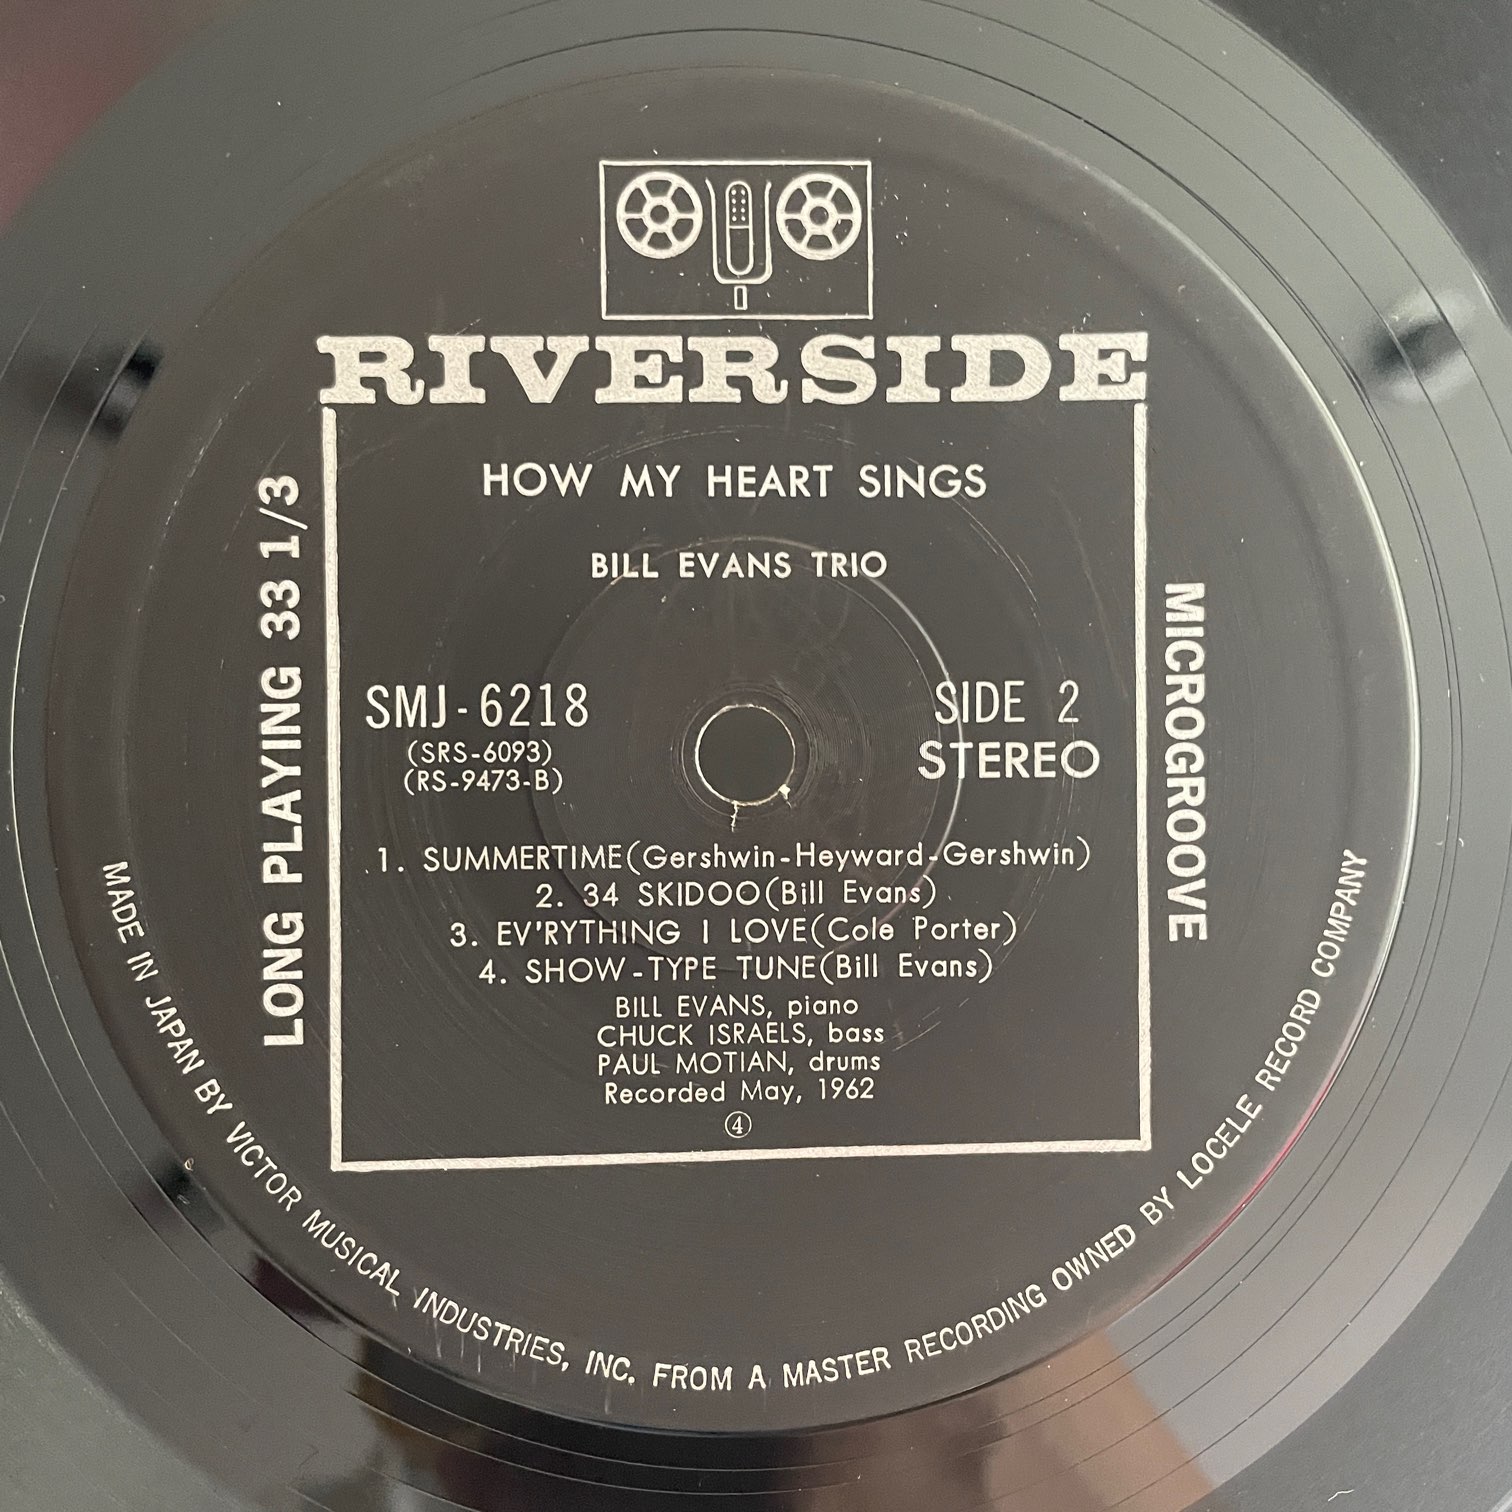 RIVERSIDE
HOW MY HEART SINGS
BILL EVANS TRIO
LONG PLAYING 33 1/3
MICROGROOVE
SMJ-6218
(SRS-6093)
(RS-9473-B)
SIDE 2
STEREO
1. SUMMERTIME(Gershwin-Heyward-Gershwin)
2. 34 SKIDOO(Bill Evans)
3. EV'RYTHING I LOVE(Cole Porter)
4. SHOW-TYPE TUNE(Bill Evans)
BILL EVANS, piano
CHUCK ISRAELS, bass
PAUL MOTIAN, drums
Recorded May, 1962
④
MADE IN JAPAN BY VICTOR MUSICAL INDUSTRIES, INC. FROM A MASTER RECORDING OWNED BY LOCELE RECORD COMPANY